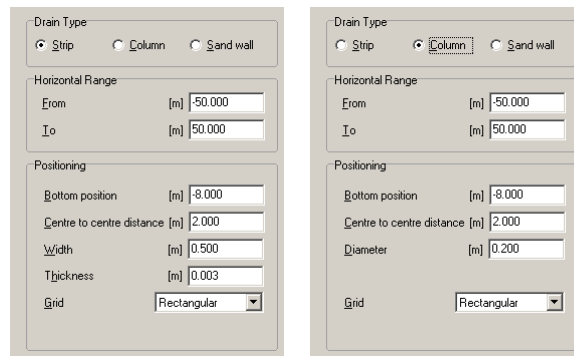 Drain Type
Strip Column Sand wall
Horizontal Range
From [m] -50.000
To [m] 50.000
Positioning
Bottom position [m] -8.000
Centre to centre distance [m] 2.000
Width [m] 0.500
Thickness [m] 0.003
Grid Rectangular
Drain Type
Strip Column Sand wall
Horizontal Range
From [m] -50.000
To [m] 50.000
Positioning
Bottom position [m] -8.000
Centre to centre distance [m] 2.000
Diameter [m] 0.200
Grid Rectangular